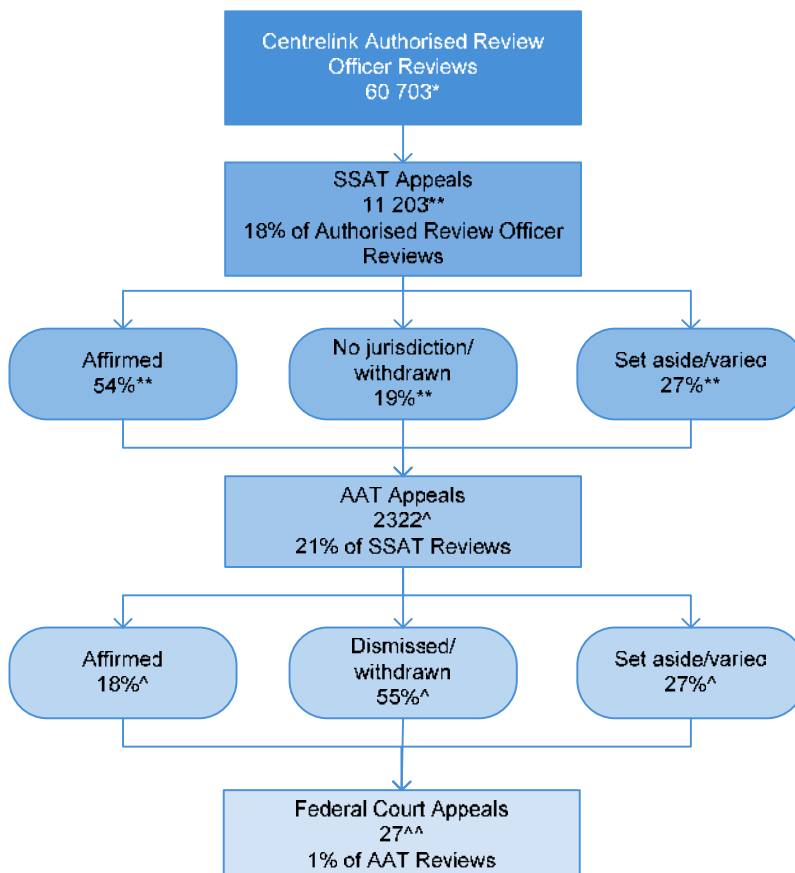 Centrelink Authorised Review
Officer Reviews
60 703*
SSAT Appeals
11 203**
18% of Authorised Review Officer
Reviews
Affirmed
54%**
No jurisdiction/
withdrawn
19%**
Set aside/varied
27%**
AAT Appeals
2322^
21% of SSAT Reviews
Affirmed
18%^
Dismissed/
withdrawn
55%^
Set aside/varied
27%^
Federal Court Appeals
27^^
1% of AAT Reviews